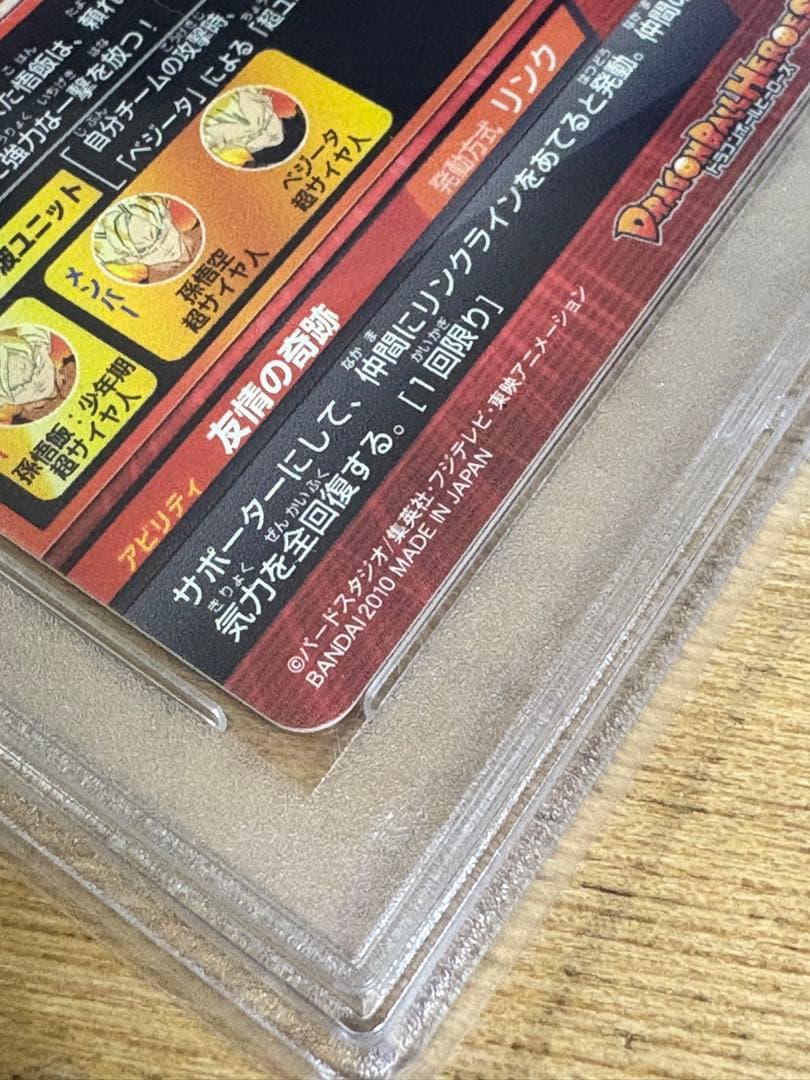 た悟飯は、頼れ
強力な一撃を放つ!
[自分チームの攻撃時、
「ベジータ」による「超ユ
ユニット
メンバー
孫悟飯:少年期
超サイヤ人
孫悟空
超サイヤ人
ベジータ
超サイヤ人
アビリティ
友情の奇跡
発動方式 リンク
サポーターにして、仲間にリンクラインをあてると発動。仲間の
気力を全回復する。[1回限り]
©バードスタジオ/集英社・フジテレビ・東映アニメーション
BANDAI 2010 MADE IN JAPAN
DRAGONBALL HEROES
ドラゴンボールヒーローズ